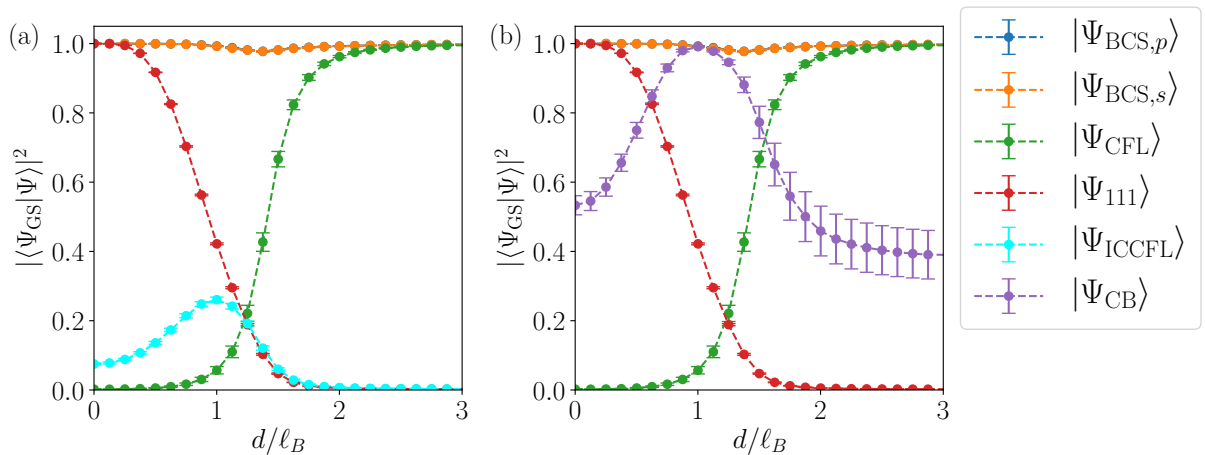 (a)
|⟨Ψ_GS|Ψ⟩|²
1.0
0.8
0.6
0.4
0.2
0.0
0 1 2 3
d/ℓ_B
(b)
|⟨Ψ_GS|Ψ⟩|²
1.0
0.8
0.6
0.4
0.2
0.0
0 1 2 3
d/ℓ_B
|Ψ_BCS,p⟩
|Ψ_BCS,s⟩
|Ψ_CFL⟩
|Ψ_111⟩
|Ψ_ICCFL⟩
|Ψ_CB⟩